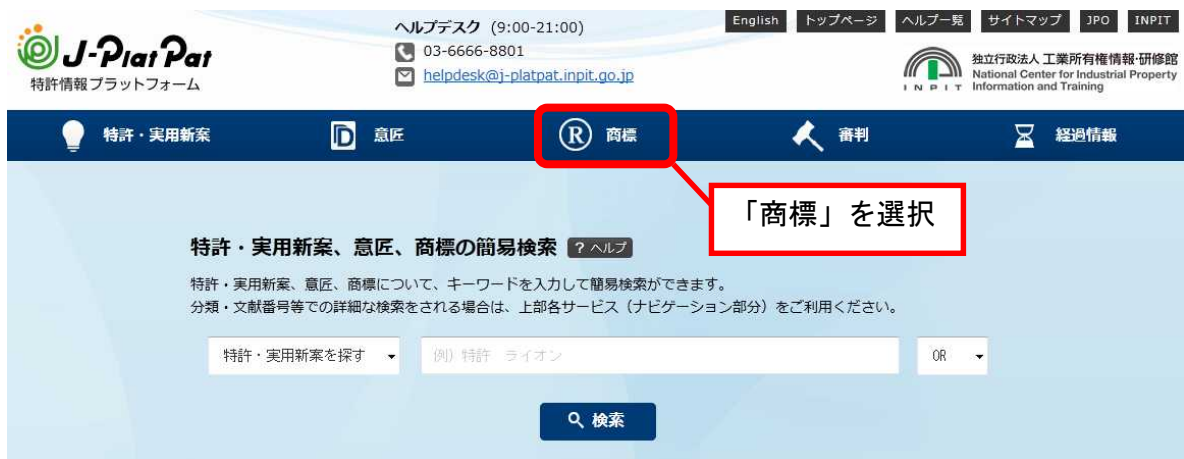 J-PlatPat
特許情報プラットフォーム
ヘルプデスク (9:00-21:00)
03-6666-8801
helpdesk@j-platpat.inpit.go.jp
English トップページ ヘルプ一覧 サイトマップ JPO INPIT
INPIT
独立行政法人 工業所有権情報・研修館
National Center for Industrial Property
Information and Training
特許・実用新案 D 意匠 R 商標 審判 経過情報
「商標」を選択
特許・実用新案、意匠、商標の簡易検索 ? ヘルプ
特許・実用新案、意匠、商標について、キーワードを入力して簡易検索ができます。
分類・文献番号等での詳細な検索をされる場合は、上部各サービス（ナビゲーション部分）をご利用ください。
特許・実用新案を探す 例) 特許 ライオン OR
検索